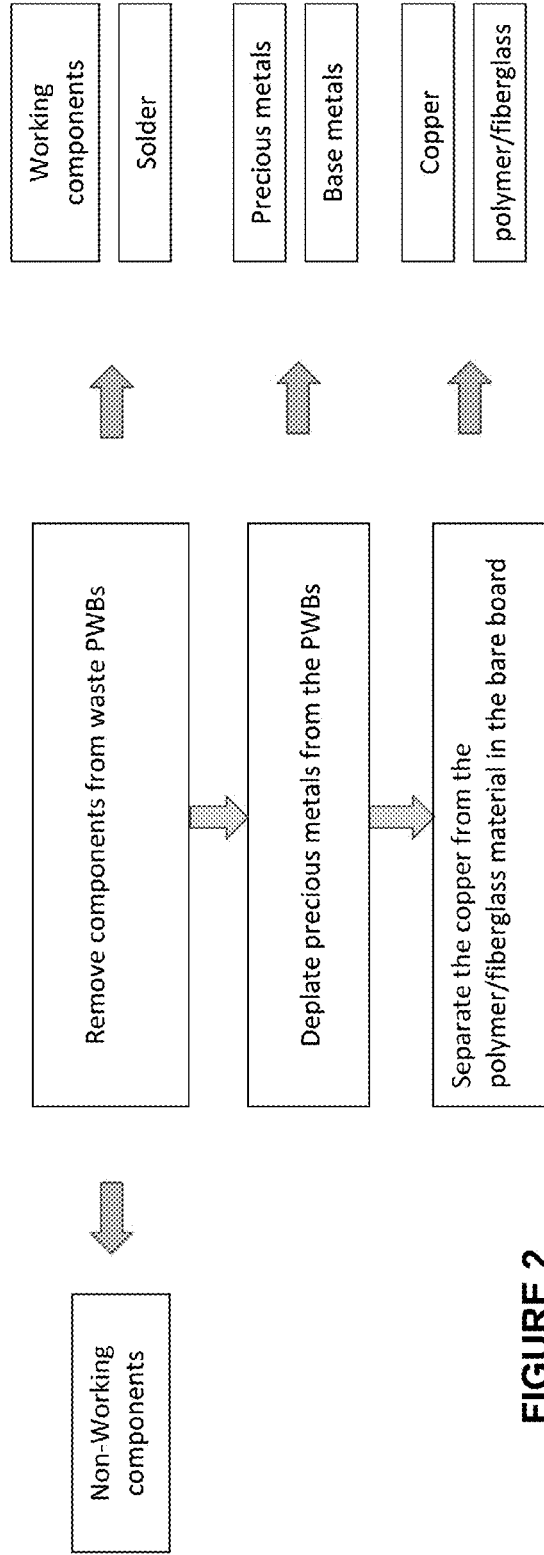 Non-Working
components
Remove components from waste PWBs
Working
components
Solder
Deplate precious metals from the PWBs
Precious metals
Base metals
Separate the copper from the
polymer/fiberglass material in the bare board
Copper
polymer/fiberglass
FIGURE 2